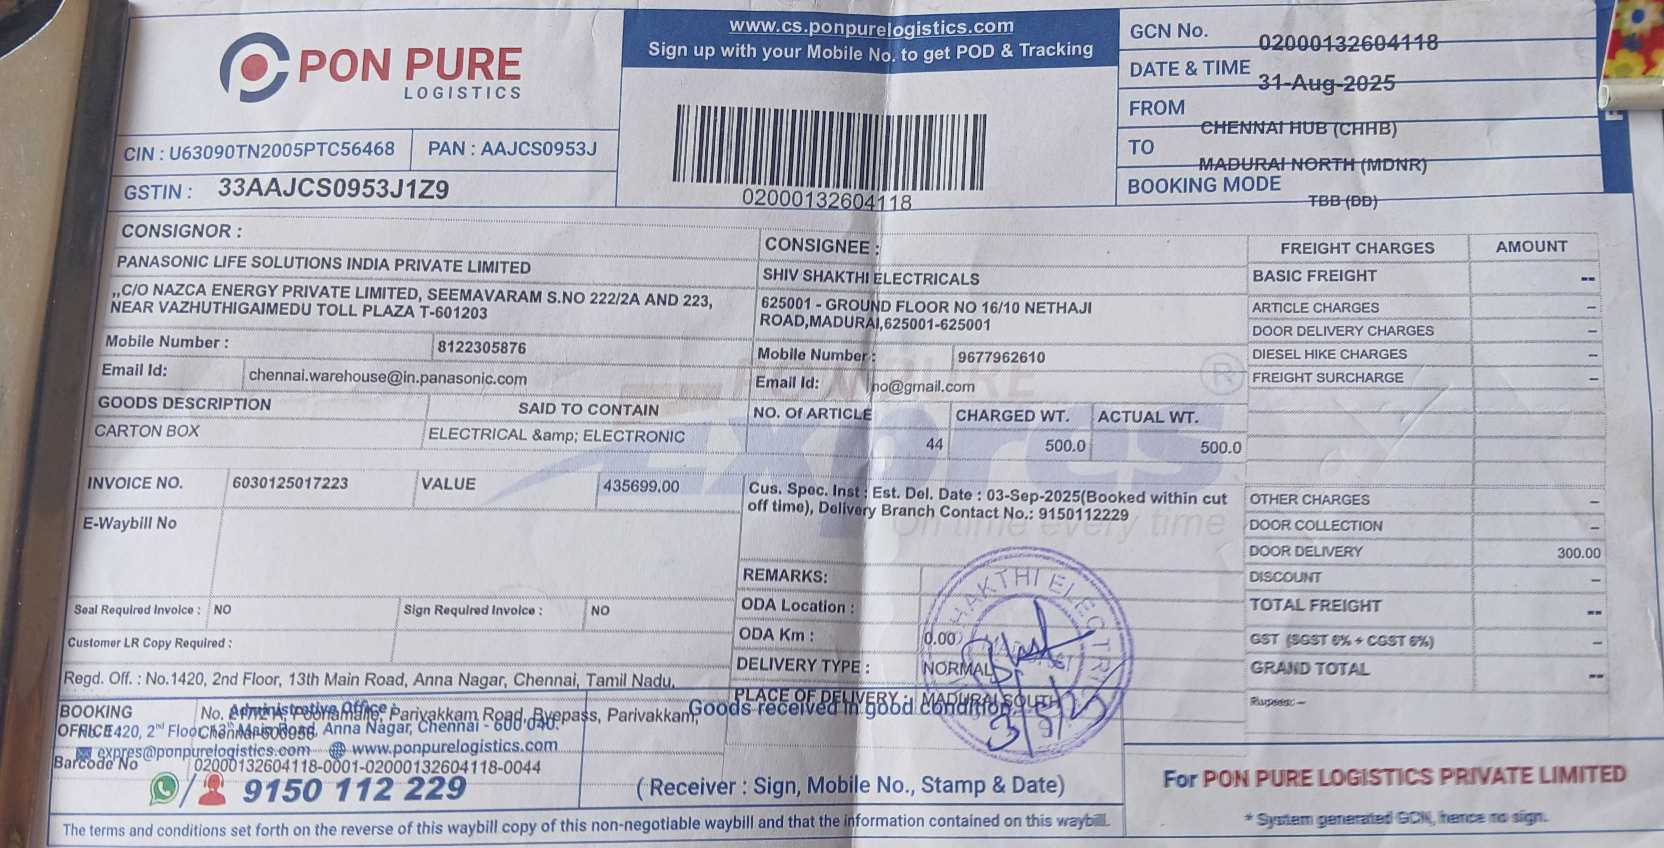 PON PURE
LOGISTICS
www.cs.ponpurelogistics.com
Sign up with your Mobile No. to get POD & Tracking
02000132604118
GCN No. 02000132604118
DATE & TIME 31-Aug-2025
FROM CHENNAI HUB (CHHB)
TO MADURAI NORTH (MDNR)
BOOKING MODE TBB (DD)
CIN : U63090TN2005PTC56468 PAN : AAJCS0953J
GSTIN : 33AAJCS0953J1Z9
CONSIGNOR :
PANASONIC LIFE SOLUTIONS INDIA PRIVATE LIMITED
,,C/O NAZCA ENERGY PRIVATE LIMITED, SEEMAVARAM S.NO 222/2A AND 223,
NEAR VAZHUTHIGAIMEDU TOLL PLAZA T-601203
Mobile Number : 8122305876
Email Id: chennai.warehouse@in.panasonic.com
CONSIGNEE :
SHIV SHAKTHI ELECTRICALS
625001 - GROUND FLOOR NO 16/10 NETHAJI
ROAD,MADURAI,625001-625001
Mobile Number : 9677962610
Email Id: no@gmail.com
GOODS DESCRIPTION SAID TO CONTAIN NO. Of ARTICLE CHARGED WT. ACTUAL WT.
CARTON BOX ELECTRICAL &amp; ELECTRONIC 44 500.0 500.0
INVOICE NO. 6030125017223 VALUE 435699.00
E-Waybill No
Cus. Spec. Inst : Est. Del. Date : 03-Sep-2025(Booked within cut
off time), Delivery Branch Contact No.: 9150112229
On time every time
REMARKS:
ODA Location :
ODA Km : 0.00
DELIVERY TYPE : NORMAL
PLACE OF DELIVERY : MADURAI SOUTH
Seal Required Invoice : NO Sign Required Invoice : NO
Customer LR Copy Required :
Regd. Off. : No.1420, 2nd Floor, 13th Main Road, Anna Nagar, Chennai, Tamil Nadu,
FREIGHT CHARGES AMOUNT
BASIC FREIGHT --
ARTICLE CHARGES –
DOOR DELIVERY CHARGES –
DIESEL HIKE CHARGES –
FREIGHT SURCHARGE –
OTHER CHARGES –
DOOR COLLECTION –
DOOR DELIVERY 300.00
DISCOUNT –
TOTAL FREIGHT --
GST (SGST 6% + CGST 6%) –
GRAND TOTAL --
Rupees: –
BOOKING
OFFICE
Administrative Office :
Poonamalle, Pariyakkam Road, Byepass, Parivakkam,
Main Road, Anna Nagar, Chennai - 600 040.
expres@ponpurelogistics.com www.ponpurelogistics.com
Barcode No 02000132604118-0001-02000132604118-0044
9150 112 229
Goods received in good condition
SHAKTHI ELECTRI
3/9/25
( Receiver : Sign, Mobile No., Stamp & Date)
For PON PURE LOGISTICS PRIVATE LIMITED
* System generated GCN, hence no sign.
The terms and conditions set forth on the reverse of this waybill copy of this non-negotiable waybill and that the information contained on this waybill.